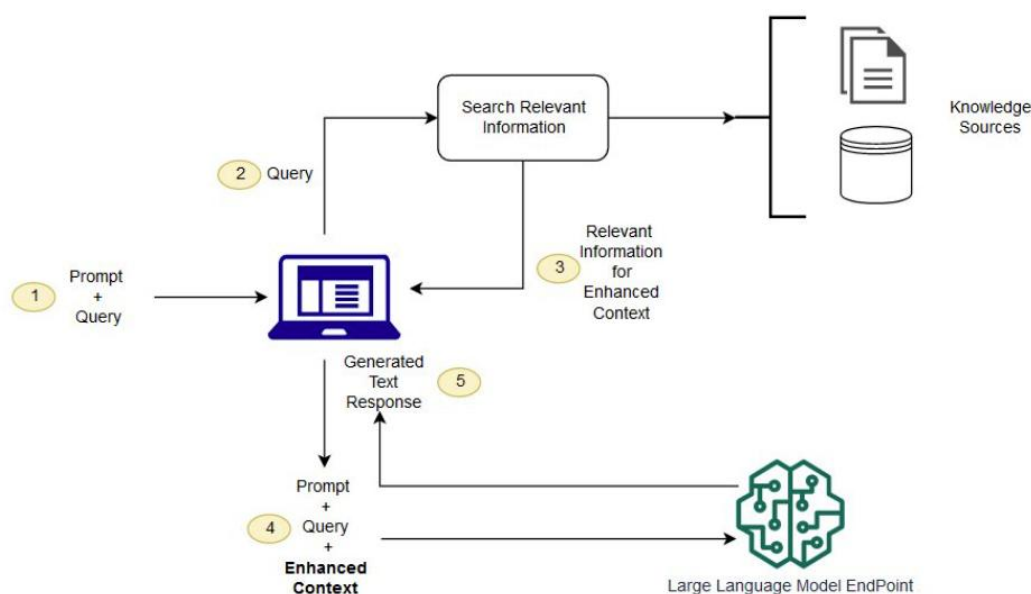 Search Relevant
Information
Knowledge
Sources
2
Query
Relevant
Information
for
Enhanced
Context
3
1
Prompt
+
Query
Generated
Text
Response
5
Prompt
+
Query
+
Enhanced
Context
4
Large Language Model EndPoint